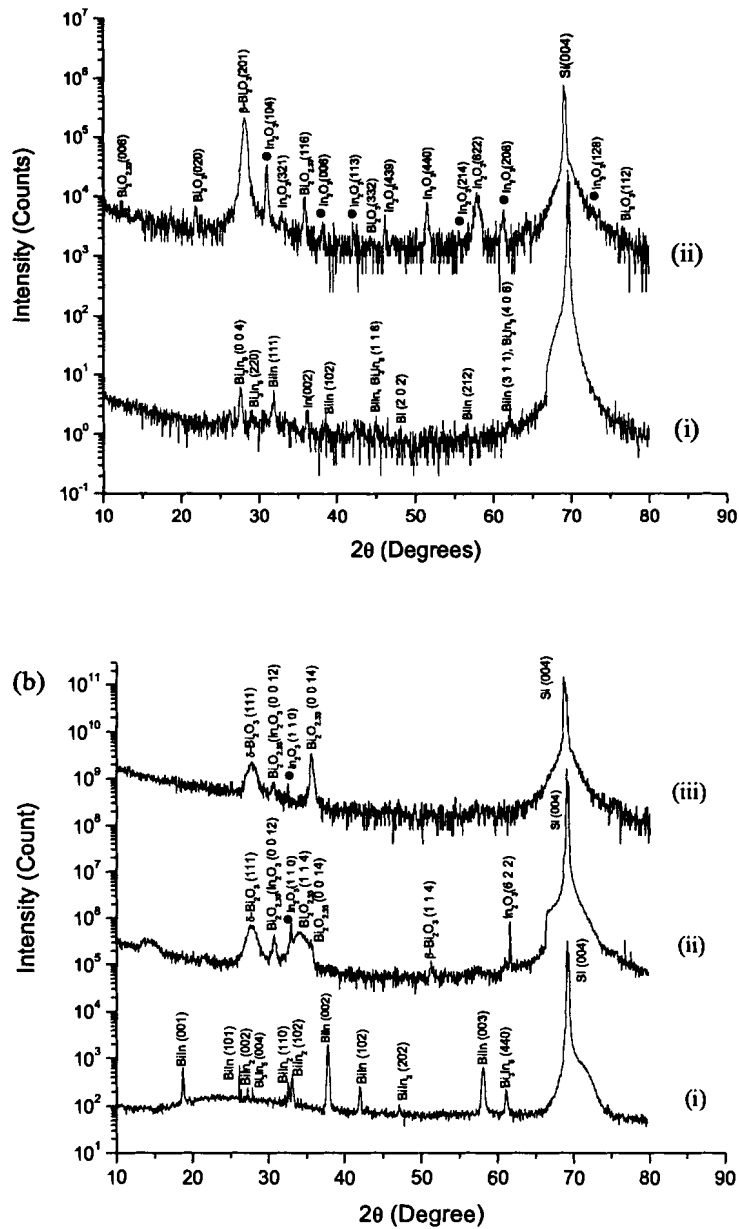 Intensity (Counts)
10⁷
10⁶
10⁵
10⁴
10³
10²
10¹
10⁰
10⁻¹
Bi₂O₂.₃₃(006)
Bi₂O₃(020)
β-Bi₂O₃(201)
● In₂O₃(104)
In₂O₃(321)
Bi₂O₂.₃₃(116)
● In₂O₃(006)
● In₂O₃(113)
Bi₂O₃(332)
In₂O₃(439)
In₂O₃(440)
● In₂O₃(214)
In₂O₃(622)
● In₂O₃(208)
Si(004)
● In₂O₃(128)
Bi₂O₃(112)
(ii)
Bi₃In₅(0 0 4)
Bi₃In₅(220)
BiIn (111)
In(002)
BiIn (102)
BiIn, Bi₃In₅(1 1 6)
Bi (2 0 2)
BiIn (212)
BiIn (3 1 1), Bi₃In₅(4 0 6)
(i)
10 20 30 40 50 60 70 80 90
2θ (Degrees)
(b)
Intensity (Count)
10¹¹
10¹⁰
10⁹
10⁸
10⁷
10⁶
10⁵
10⁴
10³
10²
10¹
δ-Bi₂O₃ (111)
Bi₂O₂.₃₃(In₂O₃ (0 0 12)
● In₂O₃ (1 1 0)
Bi₂O₂.₃₃ (0 0 14)
Si (004)
(iii)
δ-Bi₂O₃ (111)
Bi₂O₂.₃₃(In₂O₃ (0 0 12)
● In₂O₃ (1 1 0)
Bi₂O₂.₃₃ (1 1 4)
Bi₂O₂.₃₃ (0 0 14)
β-Bi₂O₃ (1 1 4)
In₂O₃(6 2 2)
Si (004)
(ii)
BiIn (001)
BiIn (101)
BiIn₂ (002)
Bi₃In₅(004)
BiIn₂ (110)
BiIn₂ (102)
BiIn (002)
BiIn (102)
BiIn₂ (202)
BiIn (003)
Bi₃In₅ (440)
Si (004)
(i)
10 20 30 40 50 60 70 80 90
2θ (Degree)